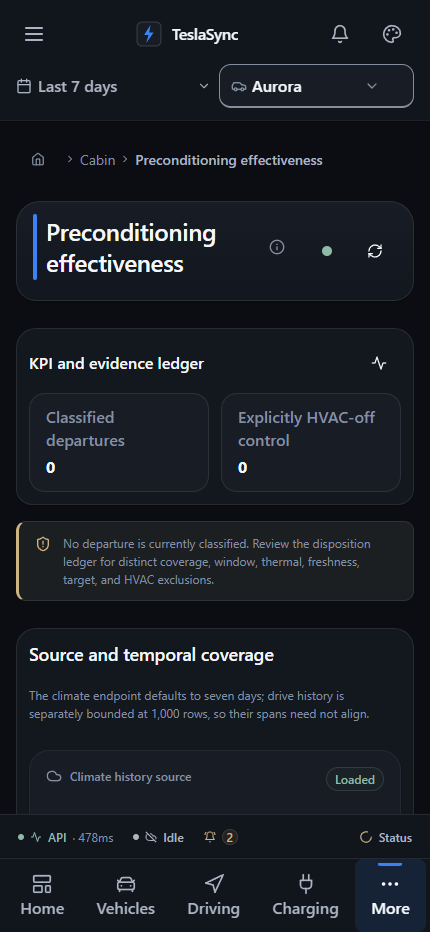 TeslaSync
Last 7 days
Aurora
Cabin
Preconditioning effectiveness
Preconditioning
effectiveness
KPI and evidence ledger
Classified
departures
0
Explicitly HVAC-off
control
0
No departure is currently classified. Review the disposition
ledger for distinct coverage, window, thermal, freshness,
target, and HVAC exclusions.
Source and temporal coverage
The climate endpoint defaults to seven days; drive history is
separately bounded at 1,000 rows, so their spans need not align.
Climate history source
Loaded
API · 478ms
Idle
2
Status
Home
Vehicles
Driving
Charging
More